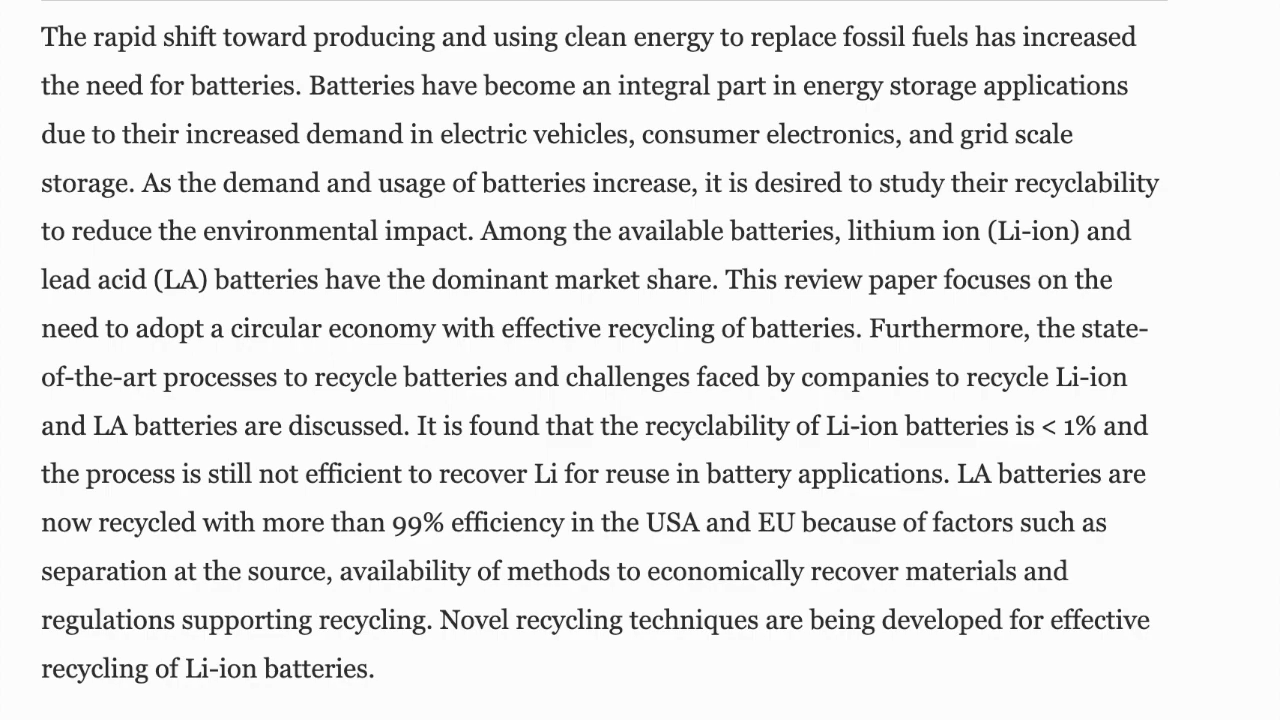 The rapid shift toward producing and using clean energy to replace fossil fuels has increased
the need for batteries. Batteries have become an integral part in energy storage applications
due to their increased demand in electric vehicles, consumer electronics, and grid scale
storage. As the demand and usage of batteries increase, it is desired to study their recyclability
to reduce the environmental impact. Among the available batteries, lithium ion (Li-ion) and
lead acid (LA) batteries have the dominant market share. This review paper focuses on the
need to adopt a circular economy with effective recycling of batteries. Furthermore, the state-
of-the-art processes to recycle batteries and challenges faced by companies to recycle Li-ion
and LA batteries are discussed. It is found that the recyclability of Li-ion batteries is < 1% and
the process is still not efficient to recover Li for reuse in battery applications. LA batteries are
now recycled with more than 99% efficiency in the USA and EU because of factors such as
separation at the source, availability of methods to economically recover materials and
regulations supporting recycling. Novel recycling techniques are being developed for effective
recycling of Li-ion batteries.